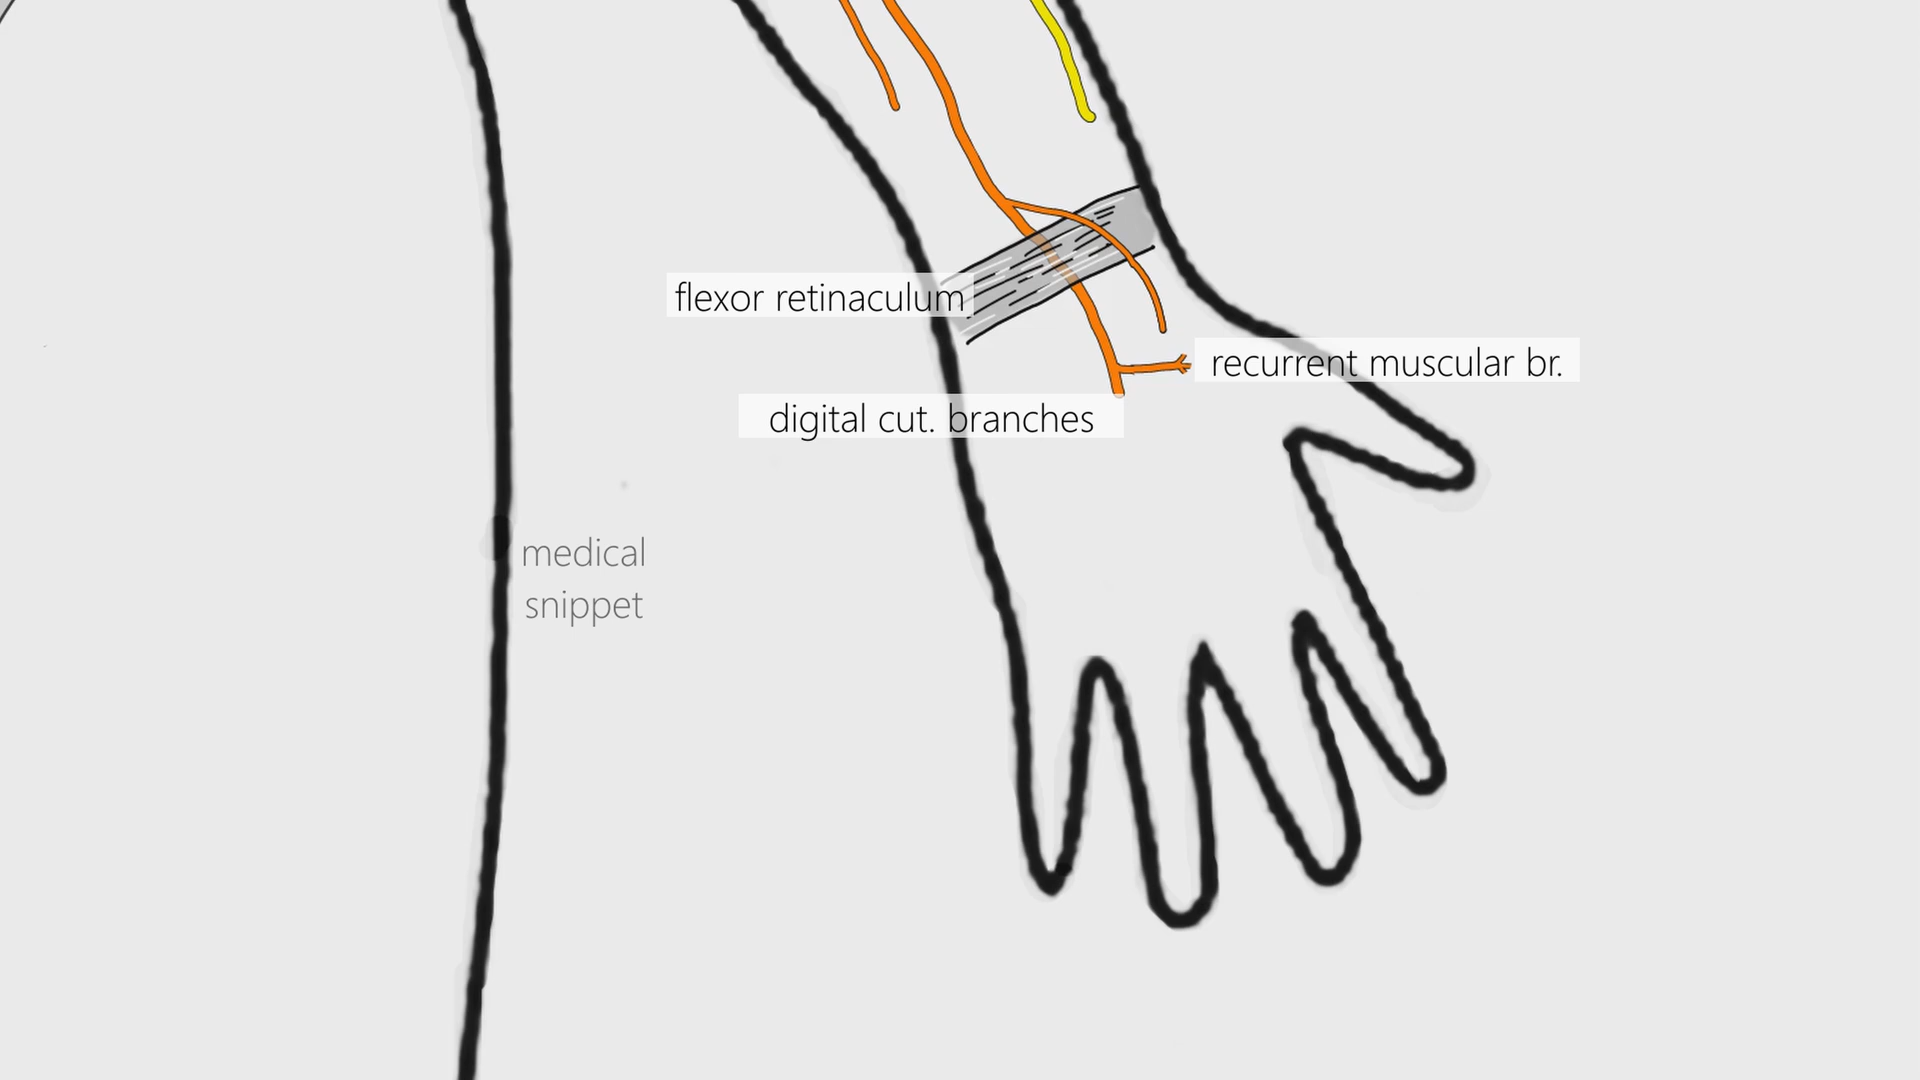 flexor retinaculum
recurrent muscular br.
digital cut. branches
medical
snippet